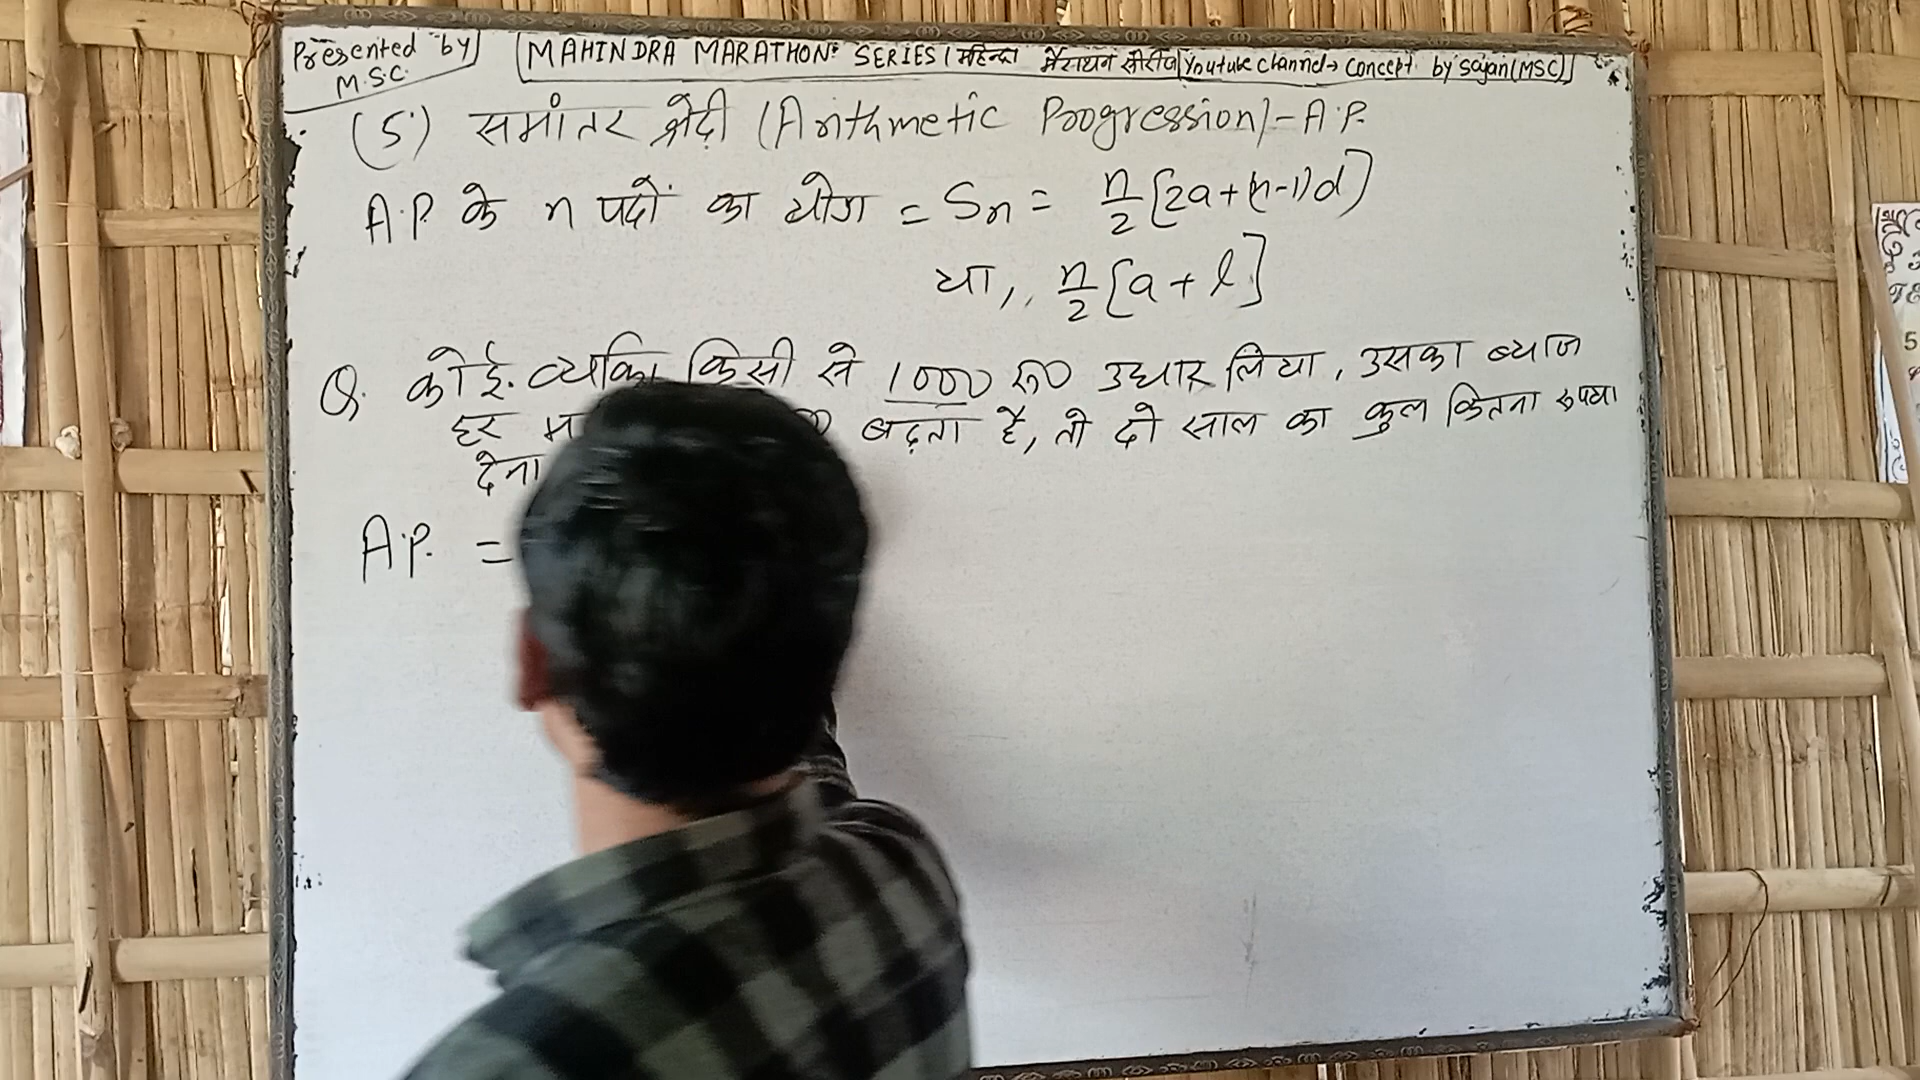 Presented by
M.S.C.
MAHINDRA MARATHON SERIES / महिन्द्रा मैराथन सीरीज
Youtube channel → Concept by Sajan (MSC)
(5) समांतर श्रेढ़ी (Arithmetic Progression) - A.P.
A.P. के n पदों का योग = Sn = n/2 [2a+(n-1)d]
या, n/2 [a + l]
Q. कोई व्यक्ति किसी से 1000 रू0 उधार लिया, उसका ब्याज
हर बढ़ता है, तो दो साल का कुल कितना रुपया
देना
A.P. =